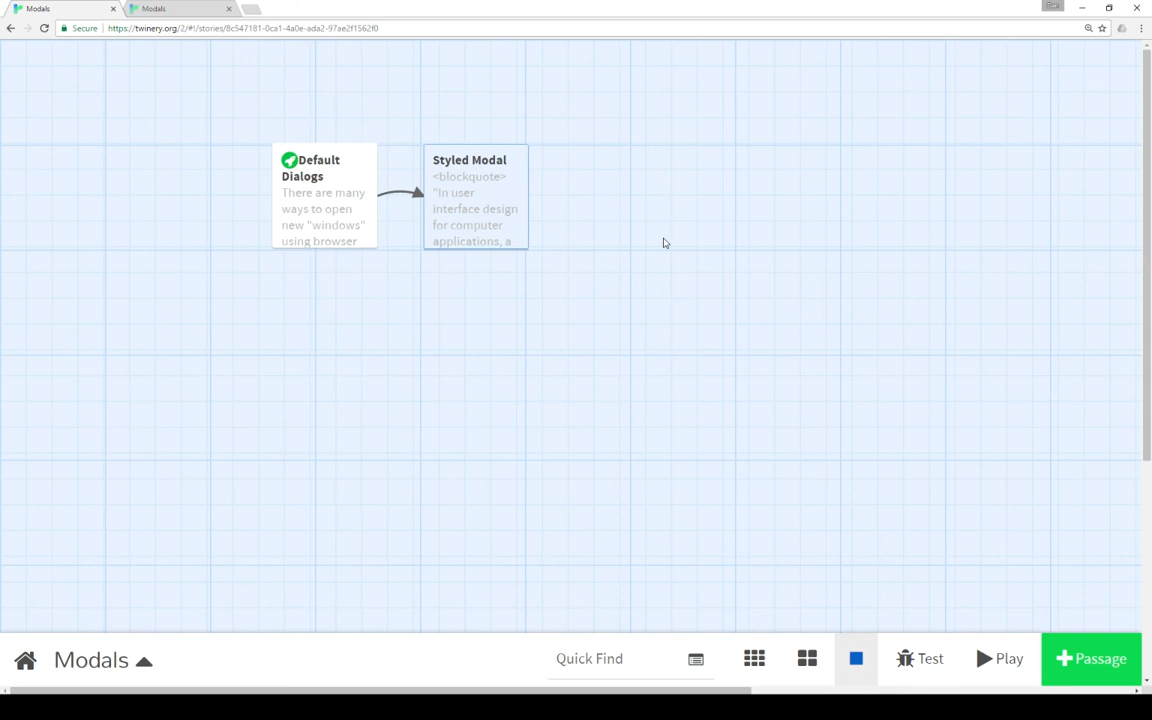 Modals
Modals
Secure
https://twinery.org/2/#!/stories/8c547181-0ca1-4a0e-ada2-97ae2f1562f0
Default
Dialogs
There are many
ways to open
new "windows"
using browser
Styled Modal
<blockquote>
"In user
interface design
for computer
applications, a
Modals
Quick Find
Test
Play
Passage